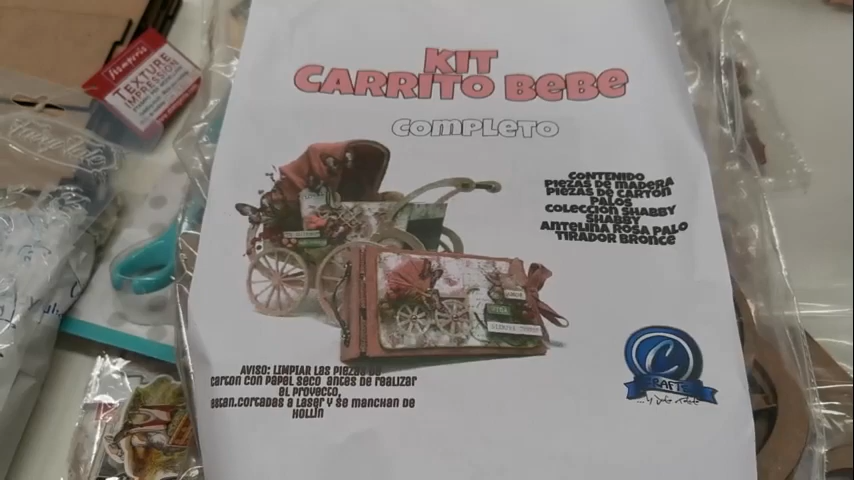 KIT
CARRITO BEBE
COMPLETO
CONTENIDO
PIEZAS DE MADERA
PIEZAS DE CARTON
PALOS
COLECCION SHABBY
SHABBY
ANTELINA ROSA PALO
TIRADOR BRONCE
AVISO: LIMPIAR LAS PIEZAS DE
CARTON CON PAPEL SECO ANTES DE REALIZAR
EL PROYECTO,
ESTAN.CORTADAS A LASER Y SE MANCHAN DE
HOLLIN
C
CRAFTS
TEXTURE
IMPRESSION